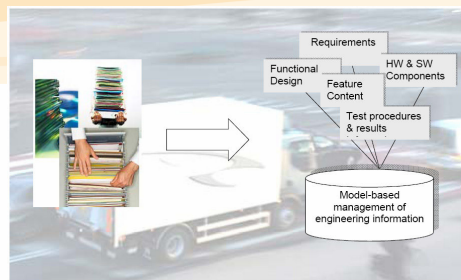 Requirements
Functional
Design
HW & SW
Components
Feature
Content
Test procedures
& results
Model-based
management of
engineering information